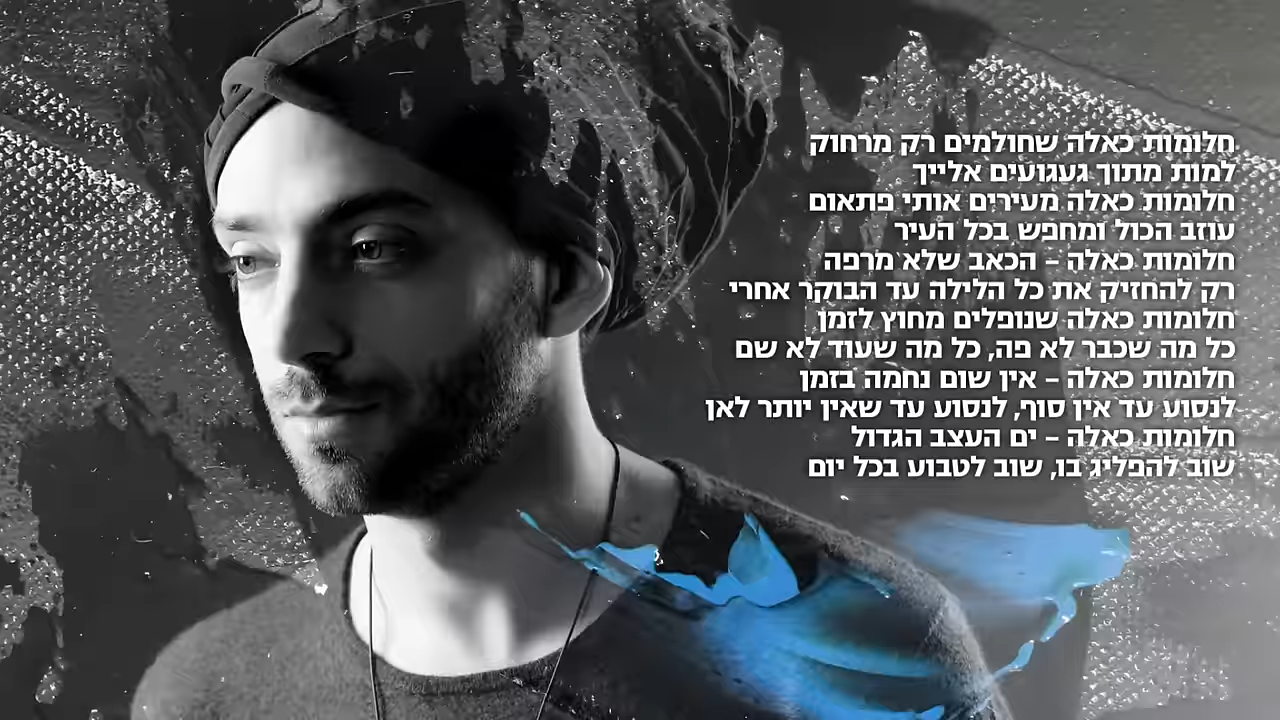 חלומות כאלה שחולמים רק מרחוק
למות מתוך געגועים אלייך
חלומות כאלה מעירים אותי פתאום
עוזב הכול ומחפש בכל העיר
חלומות כאלה – הכאב שלא מרפה
רק להחזיק את כל הלילה עד הבוקר אחרי
חלומות כאלה שנופלים מחוץ לזמן
כל מה שכבר לא פה, כל מה שעוד לא שם
חלומות כאלה – אין שום נחמה בזמן
לנסוע עד אין סוף, לנסוע עד שאין יותר לאן
חלומות כאלה – ים העצב הגדול
שוב להפליג בו, שוב לטבוע בכל יום